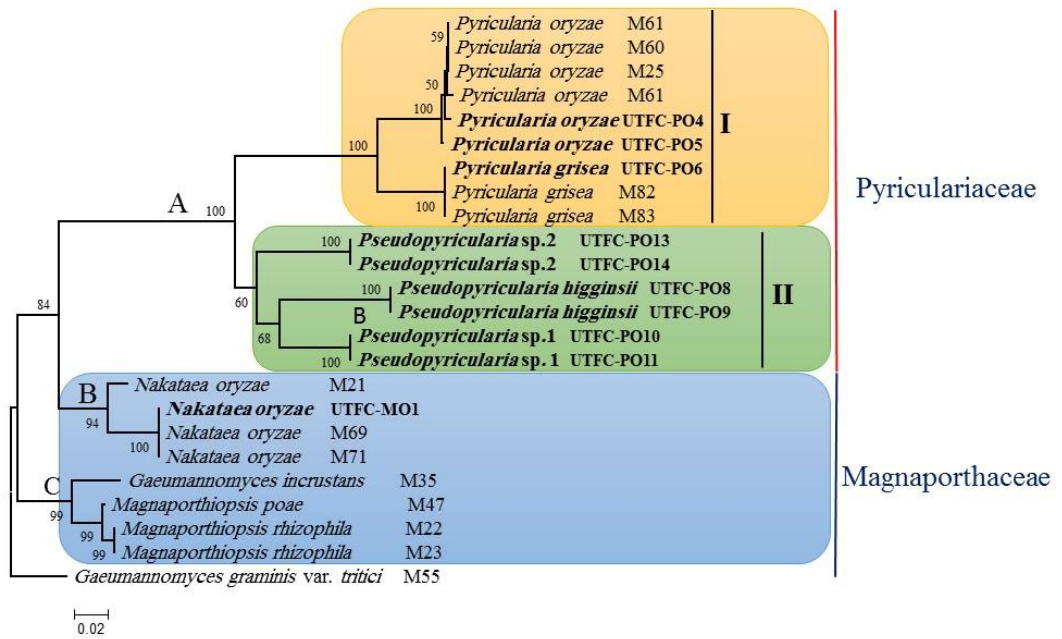 59
Pyricularia oryzae M61
Pyricularia oryzae M60
Pyricularia oryzae M25
50
Pyricularia oryzae M61
100
Pyricularia oryzae UTFC-PO4
I
Pyricularia oryzae UTFC-PO5
100
Pyricularia grisea UTFC-PO6
Pyricularia grisea M82
100
Pyricularia grisea M83
Pyriculariaceae
A
100
100
Pseudopyricularia sp.2 UTFC-PO13
Pseudopyricularia sp.2 UTFC-PO14
60
100
Pseudopyricularia higginsii UTFC-PO8
B
Pseudopyricularia higginsii UTFC-PO9
II
68
Pseudopyricularia sp.1 UTFC-PO10
100
Pseudopyricularia sp. 1 UTFC-PO11
84
B
Nakataea oryzae M21
94
Nakataea oryzae UTFC-MO1
Nakataea oryzae M69
100
Nakataea oryzae M71
Magnaporthaceae
C
Gaeumannomyces incrustans M35
99
Magnaporthiopsis poae M47
99
Magnaporthiopsis rhizophila M22
99
Magnaporthiopsis rhizophila M23
Gaeumannomyces graminis var. tritici M55
0.02